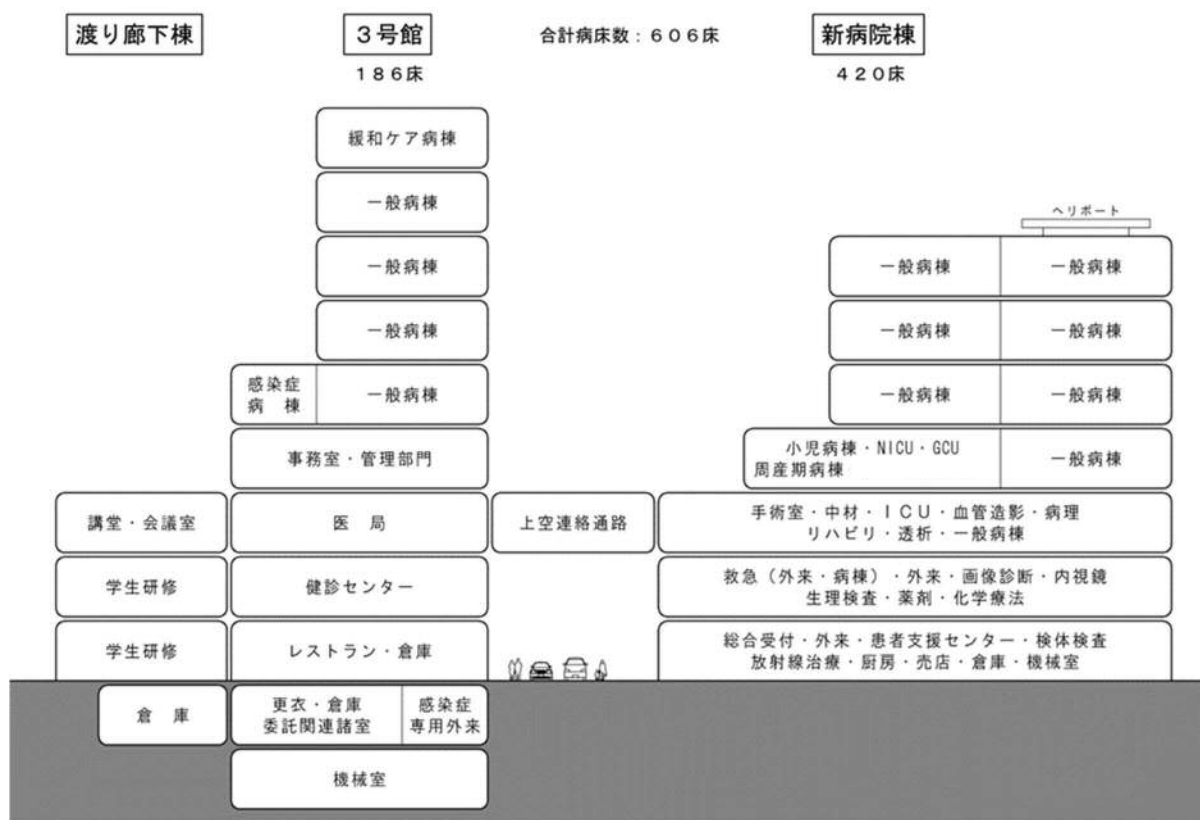 渡り廊下棟
3号館
合計病床数：606床
新病院棟
186床
420床
緩和ケア病棟
一般病棟
ヘリポート
一般病棟
一般病棟
一般病棟
一般病棟
一般病棟
一般病棟
感染症
病　棟
一般病棟
一般病棟
一般病棟
事務室・管理部門
小児病棟・NICU・GCU
周産期病棟
一般病棟
講堂・会議室
医　局
上空連絡通路
手術室・中材・ICU・血管造影・病理
リハビリ・透析・一般病棟
学生研修
健診センター
救急（外来・病棟）・外来・画像診断・内視鏡
生理検査・薬剤・化学療法
学生研修
レストラン・倉庫
総合受付・外来・患者支援センター・検体検査
放射線治療・厨房・売店・倉庫・機械室
倉　庫
更衣・倉庫
委託関連諸室
感染症
専用外来
機械室